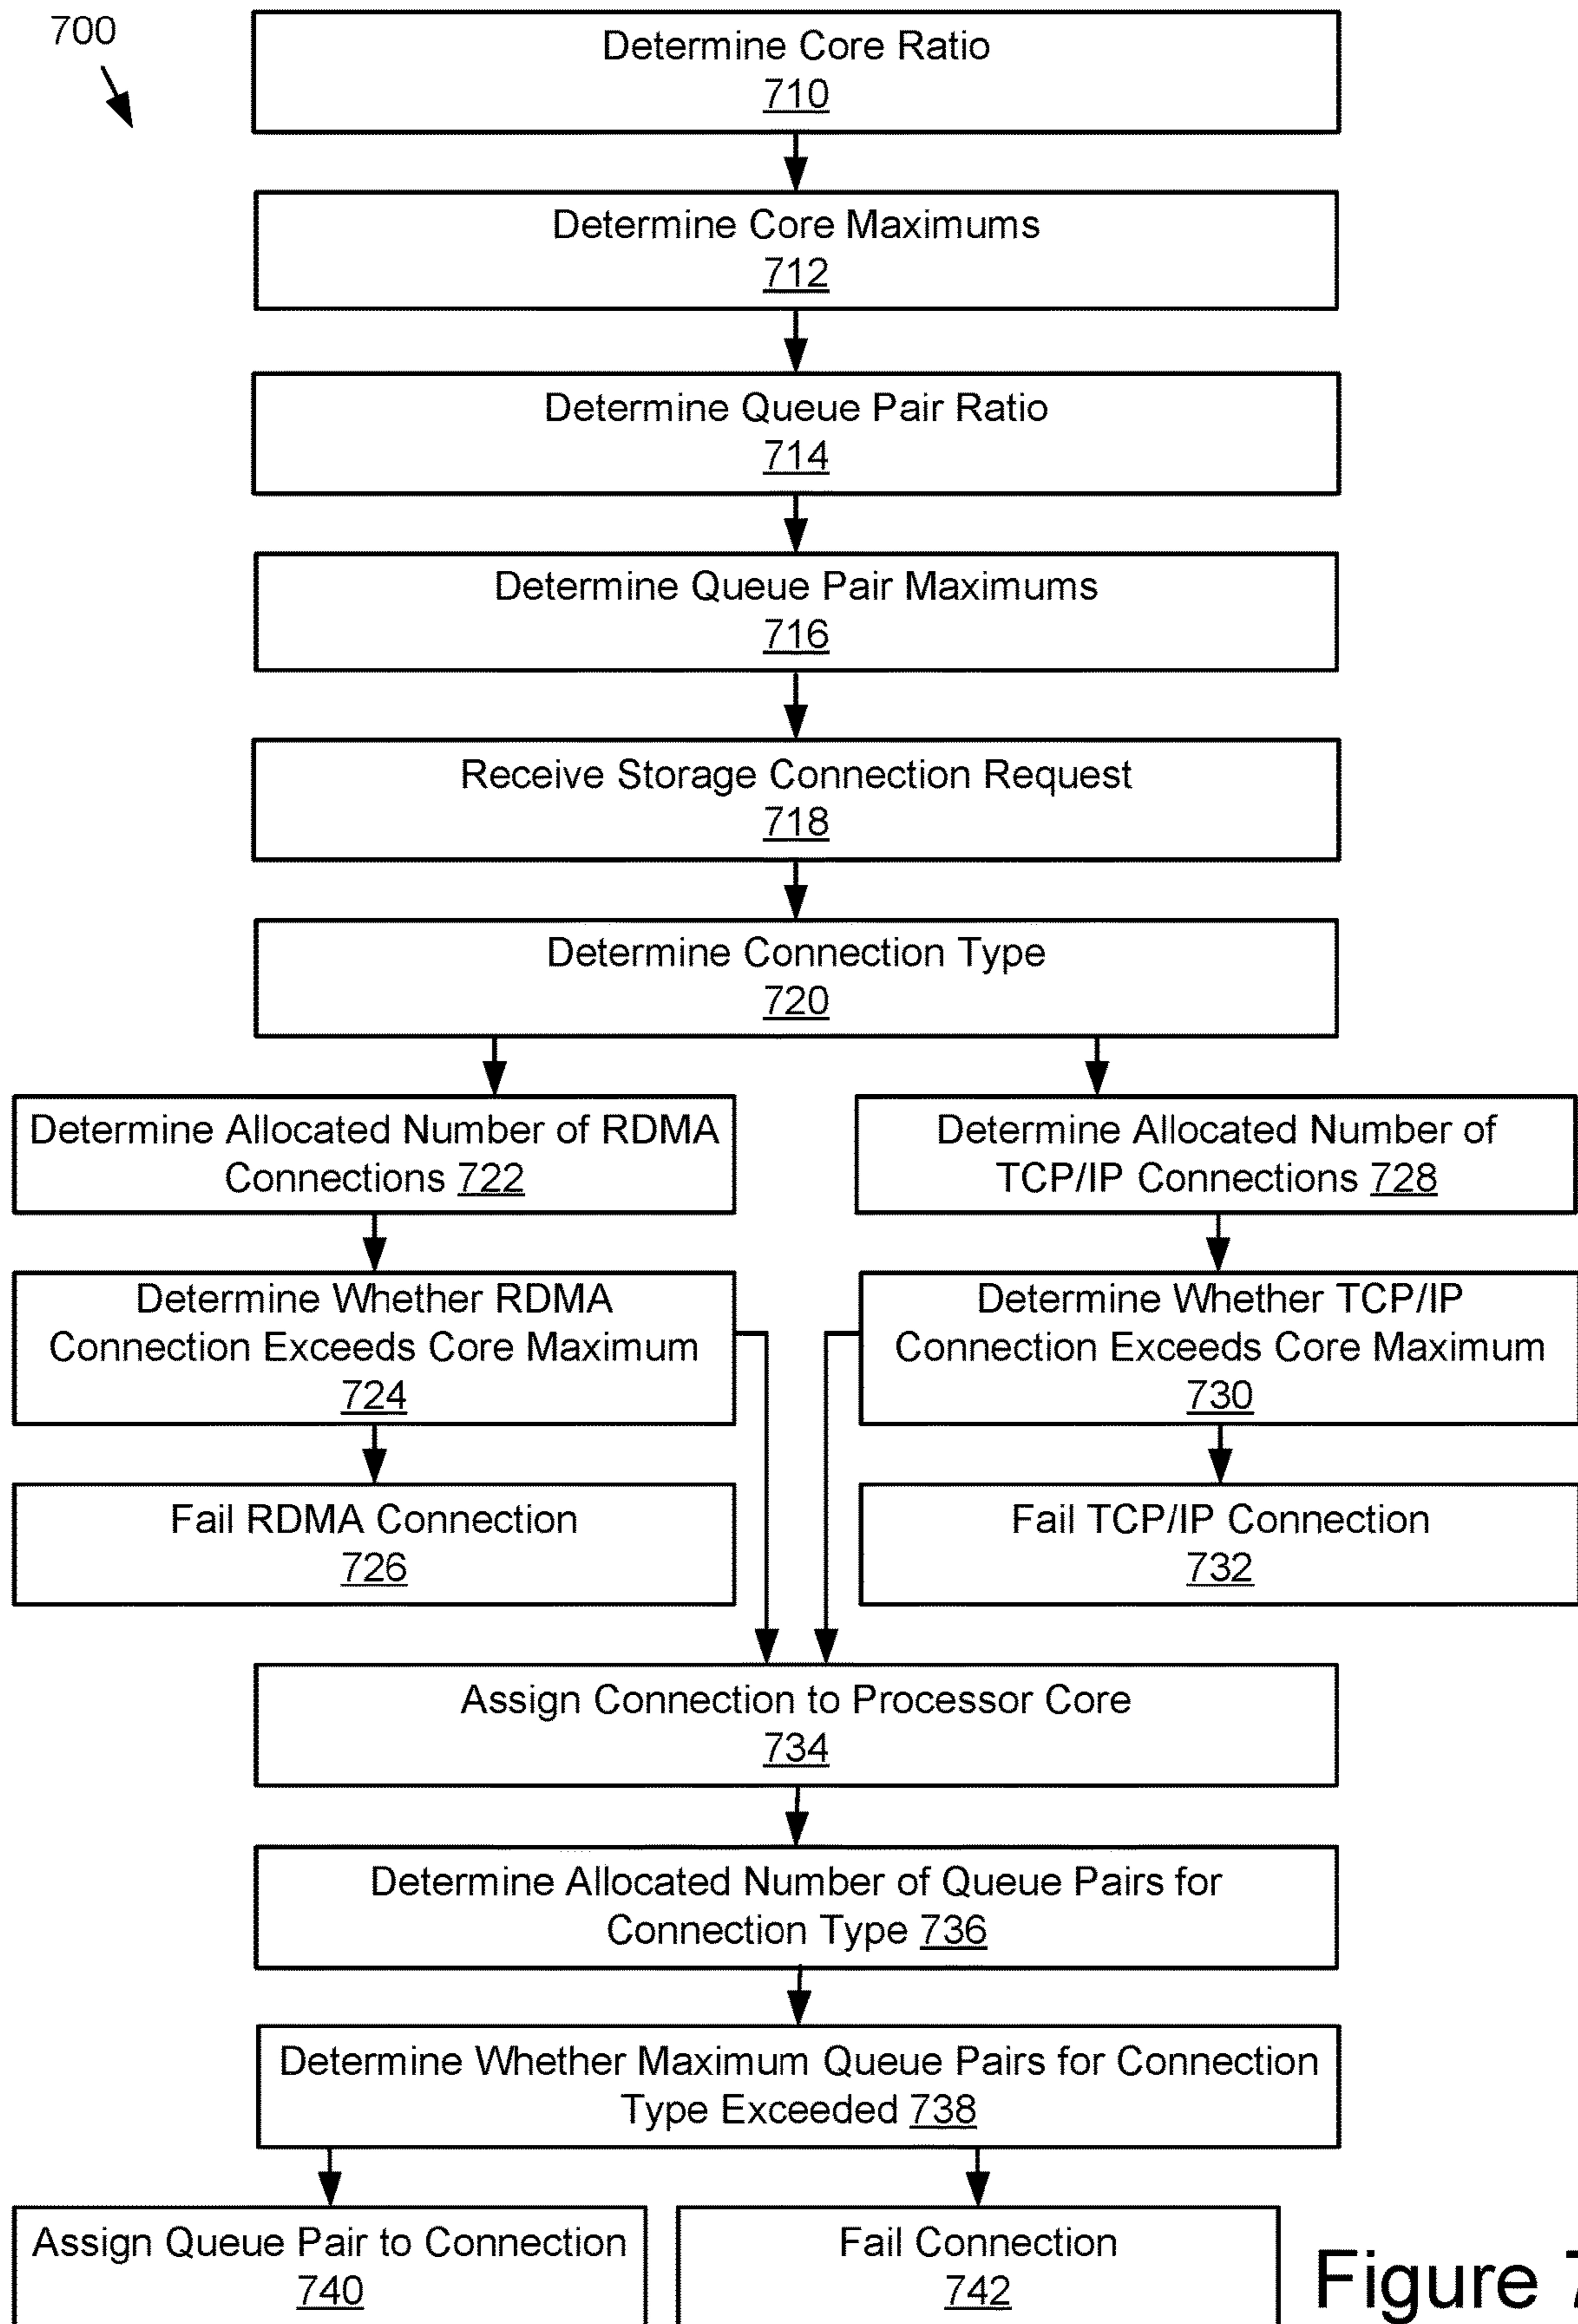 700
Determine Core Ratio
710
Determine Core Maximums
712
Determine Queue Pair Ratio
714
Determine Queue Pair Maximums
716
Receive Storage Connection Request
718
Determine Connection Type
720
Determine Allocated Number of RDMA
Connections 722
Determine Allocated Number of
TCP/IP Connections 728
Determine Whether RDMA
Connection Exceeds Core Maximum
724
Determine Whether TCP/IP
Connection Exceeds Core Maximum
730
Fail RDMA Connection
726
Fail TCP/IP Connection
732
Assign Connection to Processor Core
734
Determine Allocated Number of Queue Pairs for
Connection Type 736
Determine Whether Maximum Queue Pairs for Connection
Type Exceeded 738
Assign Queue Pair to Connection
740
Fail Connection
742
Figure 7